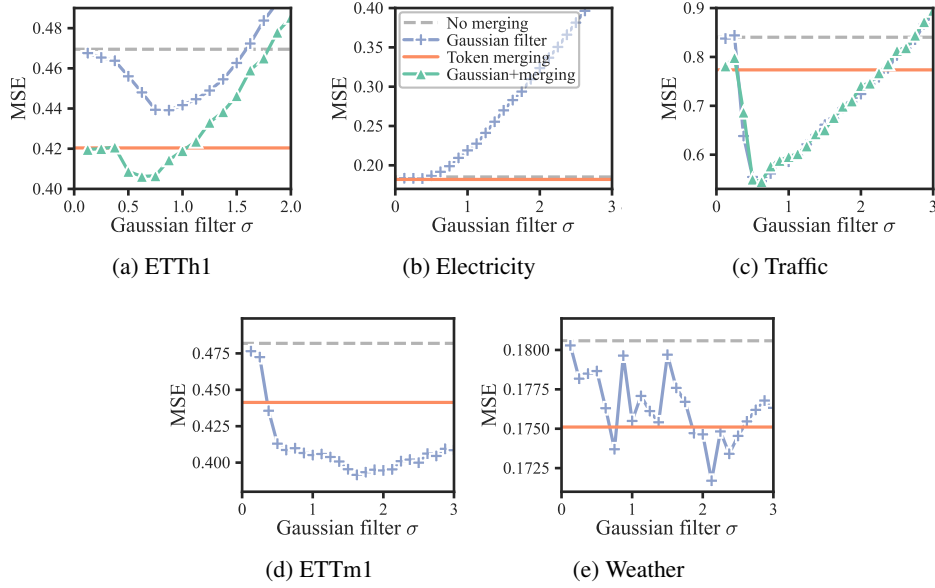 0.48
0.46
0.44
0.42
0.40
MSE
0.0 0.5 1.0 1.5 2.0
Gaussian filter σ
(a) ETTh1
0.40
0.35
0.30
0.25
0.20
MSE
No merging
Gaussian filter
Token merging
Gaussian+merging
0 1 2 3
Gaussian filter σ
(b) Electricity
0.9
0.8
0.7
0.6
MSE
0 1 2 3
Gaussian filter σ
(c) Traffic
0.475
0.450
0.425
0.400
MSE
0 1 2 3
Gaussian filter σ
(d) ETTm1
0.1800
0.1775
0.1750
0.1725
MSE
0 1 2 3
Gaussian filter σ
(e) Weather